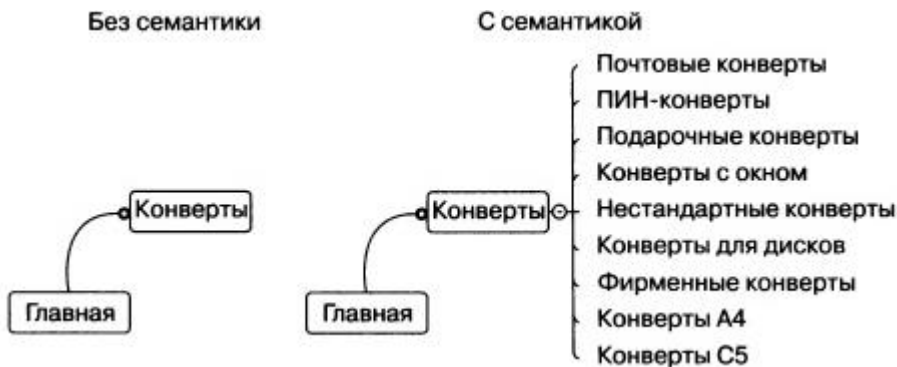 Без семантики
С семантикой
Конверты
Главная
Конверты
Главная
Почтовые конверты
ПИН-конверты
Подарочные конверты
Конверты с окном
Нестандартные конверты
Конверты для дисков
Фирменные конверты
Конверты А4
Конверты С5